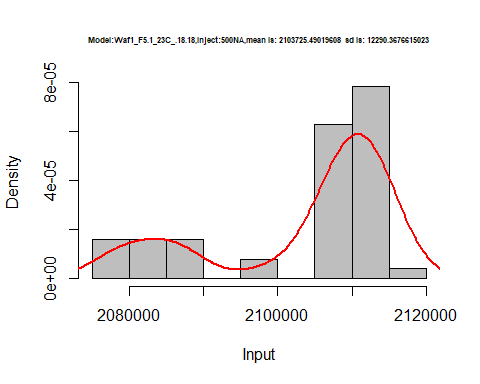 Model:Waf1_F5.1_23C_.18.18,Inject:500NA,mean is: 2103725.49019608  sd is: 12290.3676615023
8e-05
4e-05
0e+00
Density
2080000
2100000
2120000
Input